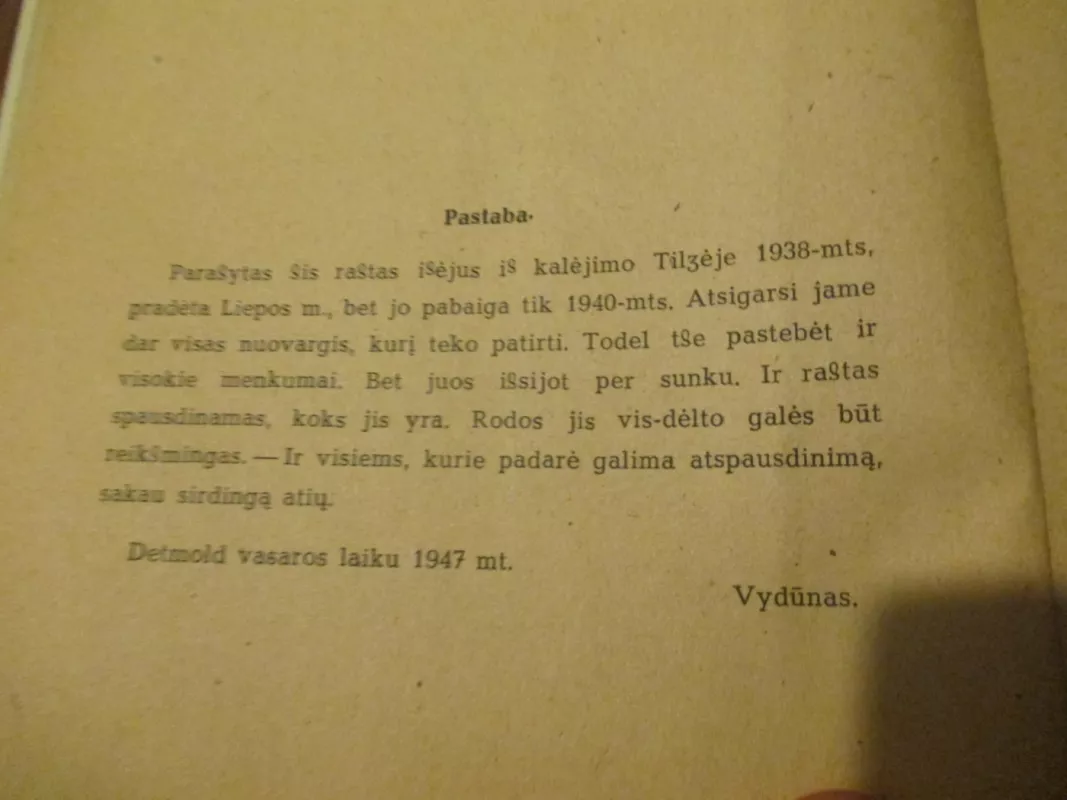 Pastaba.
Parašytas šis raštas išėjus iš kalėjimo Tilʒėje 1938-mts,
pradėta Liepos m., bet jo pabaiga tik 1940-mts. Atsigarsi jame
dar visas nuovargis, kurį teko patirti. Todel tše pastebėt ir
visokie menkumai. Bet juos išsijot per sunku. Ir raštas
spausdinamas, koks jis yra. Rodos jis vis-dėlto galės būt
reikšmingas. — Ir visiems, kurie padarė galima atspausdinimą,
sakau sirdingą atių.
Detmold vasaros laiku 1947 mt.
Vydūnas.